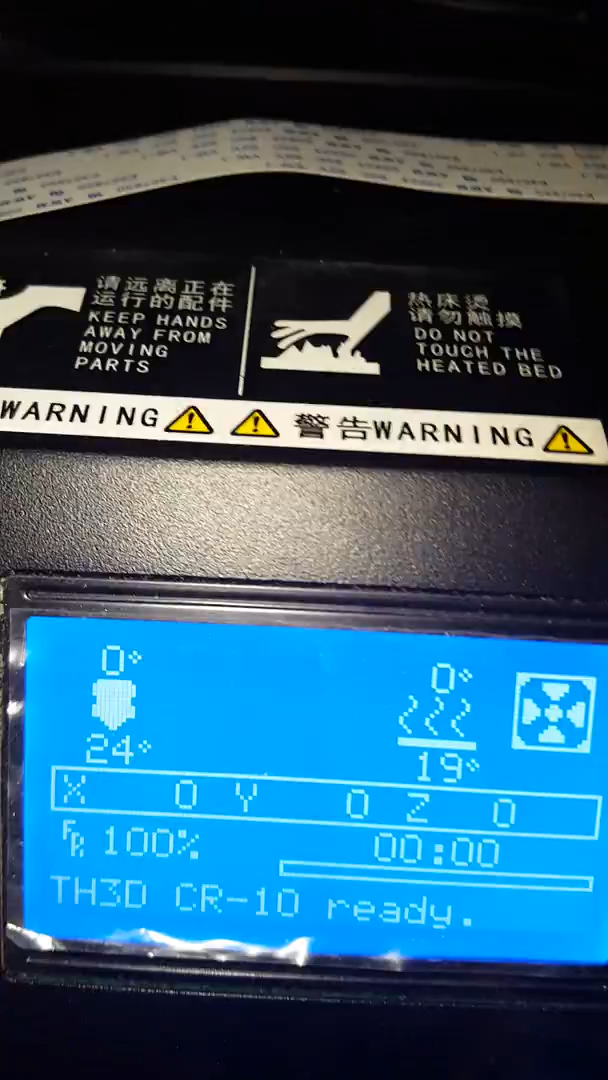 请远离正在
运行的配件
KEEP HANDS
AWAY FROM
MOVING
PARTS
热床烫
请勿触摸
DO NOT
TOUCH THE
HEATED BED
WARNING
警告WARNING
0°
0°
24°
19°
X 0 Y 0 Z 0
FR 100% 00:00
TH3D CR-10 ready.